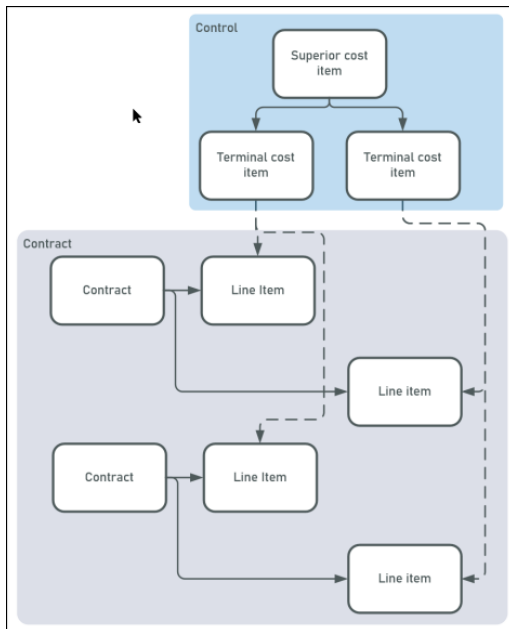 Control
Superior cost
item
Terminal cost
item
Terminal cost
item
Contract
Contract
Line Item
Line item
Contract
Line Item
Line item